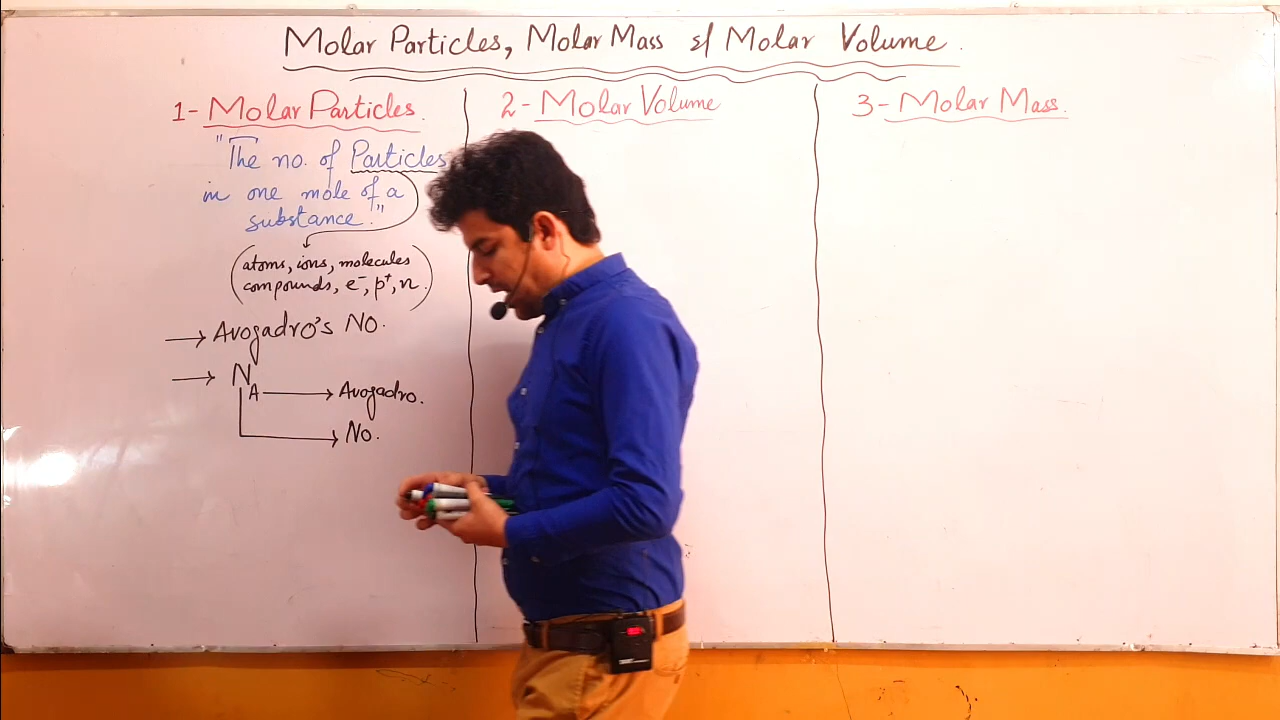 Molar Particles, Molar Mass & Molar Volume.
1- Molar Particles.
"The no. of Particles
in one mole of a
substance."
(atoms, ions, molecules
compounds, e⁻, p⁺, n.)
→ Avogadro's NO.
→ N
A → Avogadro.
→ No.
2- Molar Volume
3- Molar Mass.